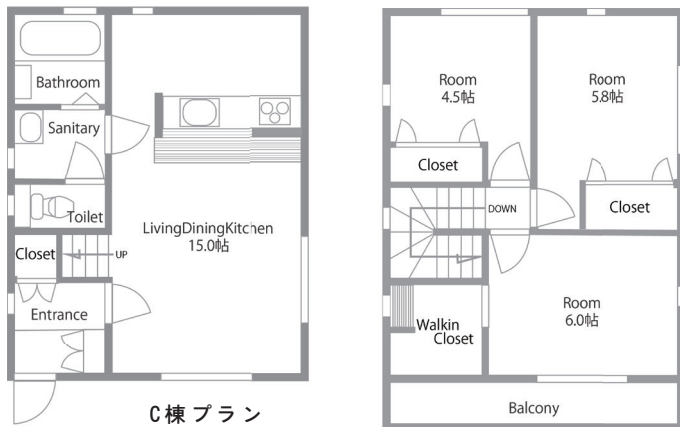 Bathroom
Sanitary
Toilet
Closet
UP
Entrance
LivingDiningKitchen
15.0帖
C棟プラン
Room
4.5帖
Room
5.8帖
Closet
Closet
DOWN
Room
6.0帖
Walkin
Closet
Balcony